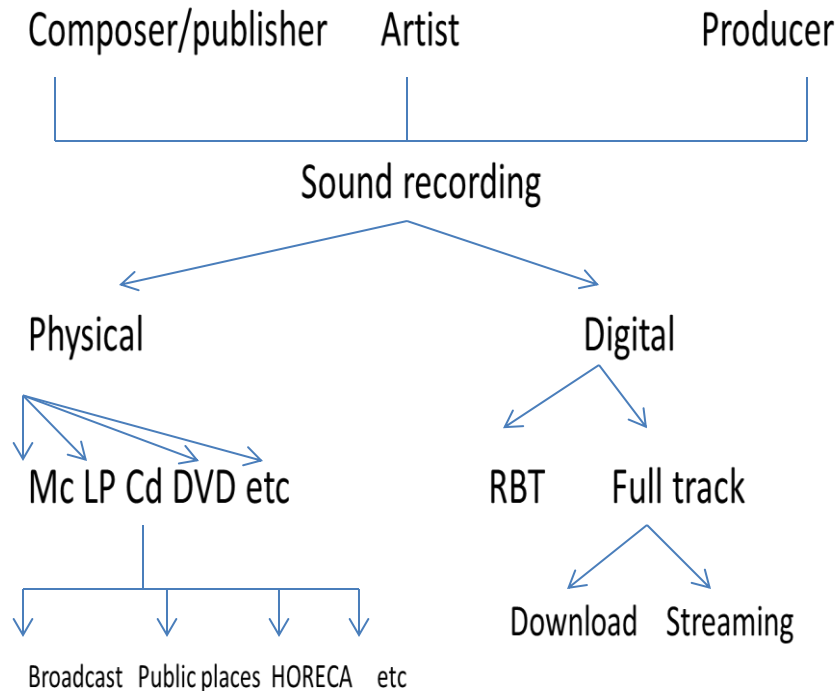 Composer/publisher Artist Producer
Sound recording
Physical Digital
Mc LP Cd DVD etc RBT Full track
Download Streaming
Broadcast Public places HORECA etc